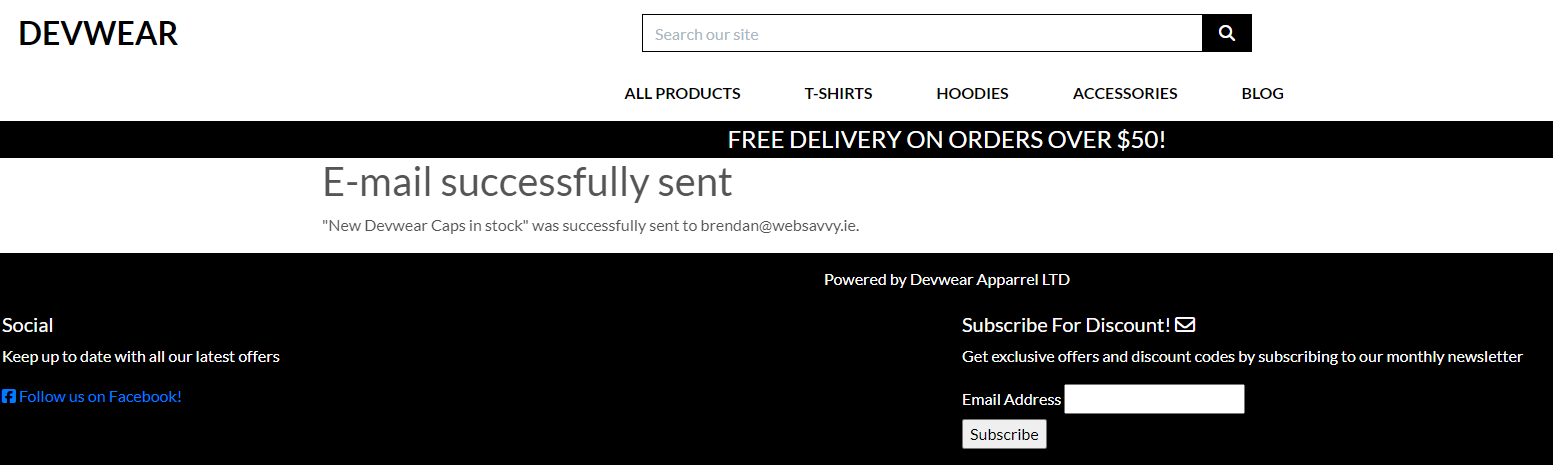 DEVWEAR
Search our site
ALL PRODUCTS T-SHIRTS HOODIES ACCESSORIES BLOG
FREE DELIVERY ON ORDERS OVER $50!
E-mail successfully sent
"New Devwear Caps in stock" was successfully sent to brendan@websavvy.ie.
Powered by Devwear Apparrel LTD
Social
Keep up to date with all our latest offers
Follow us on Facebook!
Subscribe For Discount!
Get exclusive offers and discount codes by subscribing to our monthly newsletter
Email Address
Subscribe